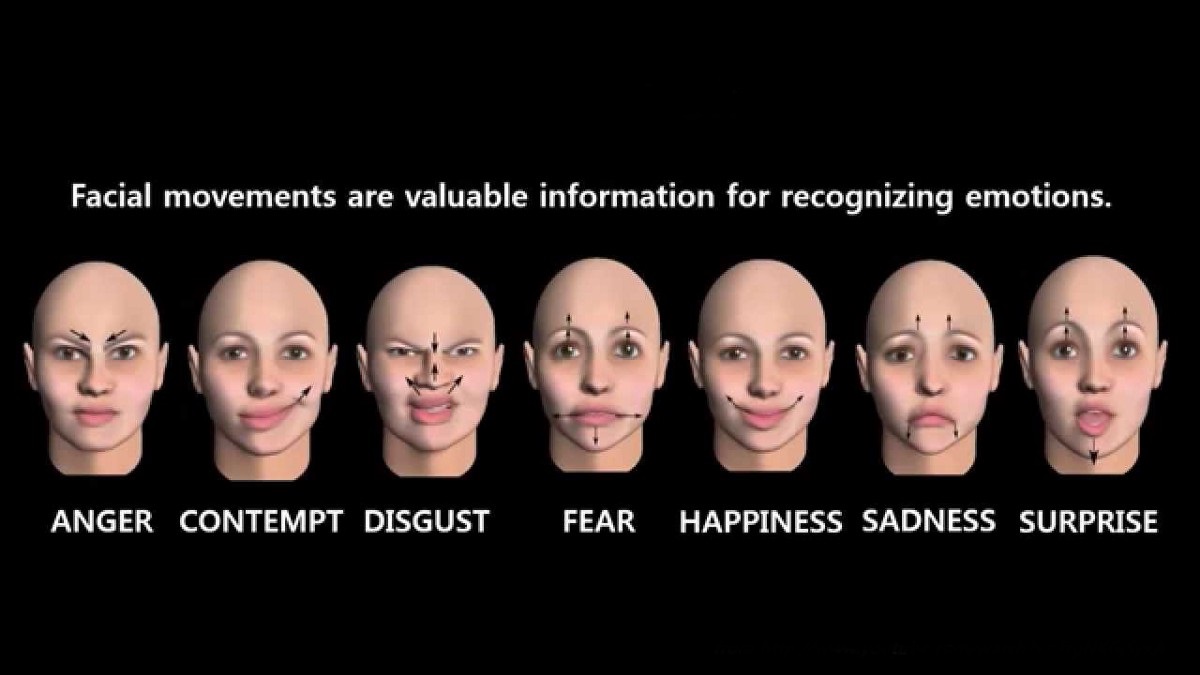 Facial movements are valuable information for recognizing emotions.
ANGER CONTEMPT DISGUST FEAR HAPPINESS SADNESS SURPRISE